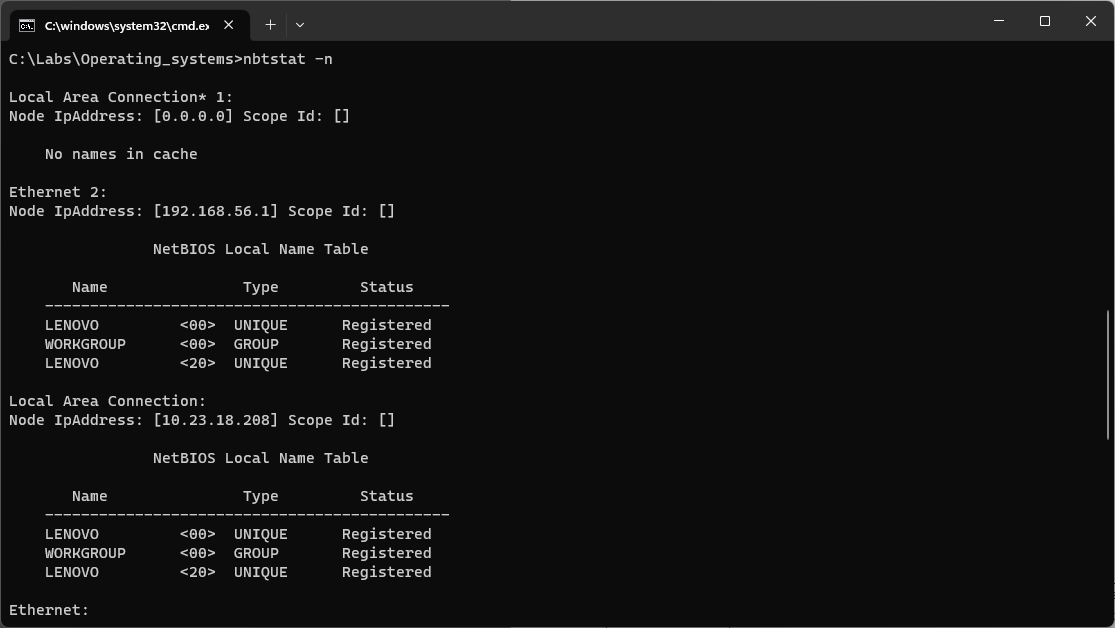 C:\windows\system32\cmd.ex
C:\Labs\Operating_systems>nbtstat -n
Local Area Connection* 1:
Node IpAddress: [0.0.0.0] Scope Id: []
    No names in cache
Ethernet 2:
Node IpAddress: [192.168.56.1] Scope Id: []
                NetBIOS Local Name Table
       Name               Type         Status
    ---------------------------------------------
    LENOVO         <00>  UNIQUE      Registered
    WORKGROUP      <00>  GROUP       Registered
    LENOVO         <20>  UNIQUE      Registered
Local Area Connection:
Node IpAddress: [10.23.18.208] Scope Id: []
                NetBIOS Local Name Table
       Name               Type         Status
    ---------------------------------------------
    LENOVO         <00>  UNIQUE      Registered
    WORKGROUP      <00>  GROUP       Registered
    LENOVO         <20>  UNIQUE      Registered
Ethernet: